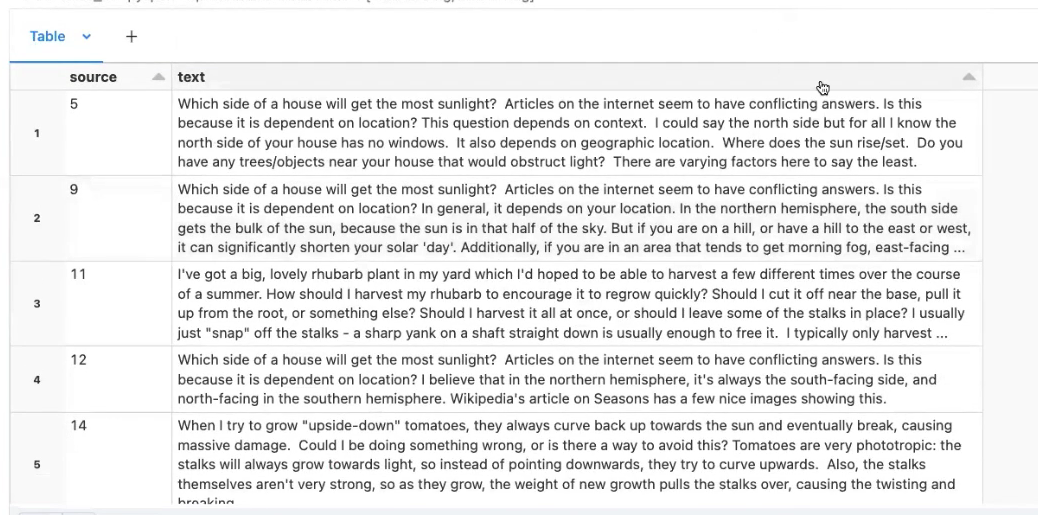 Table +
source text
1 5 Which side of a house will get the most sunlight?  Articles on the internet seem to have conflicting answers. Is this
because it is dependent on location? This question depends on context.  I could say the north side but for all I know the
north side of your house has no windows.  It also depends on geographic location.  Where does the sun rise/set.  Do you
have any trees/objects near your house that would obstruct light?  There are varying factors here to say the least.
2 9 Which side of a house will get the most sunlight?  Articles on the internet seem to have conflicting answers. Is this
because it is dependent on location? In general, it depends on your location. In the northern hemisphere, the south side
gets the bulk of the sun, because the sun is in that half of the sky. But if you are on a hill, or have a hill to the east or west,
it can significantly shorten your solar 'day'. Additionally, if you are in an area that tends to get morning fog, east-facing ...
3 11 I've got a big, lovely rhubarb plant in my yard which I'd hoped to be able to harvest a few different times over the course
of a summer. How should I harvest my rhubarb to encourage it to regrow quickly? Should I cut it off near the base, pull it
up from the root, or something else? Should I harvest it all at once, or should I leave some of the stalks in place? I usually
just "snap" off the stalks - a sharp yank on a shaft straight down is usually enough to free it.  I typically only harvest ...
4 12 Which side of a house will get the most sunlight?  Articles on the internet seem to have conflicting answers. Is this
because it is dependent on location? I believe that in the northern hemisphere, it's always the south-facing side, and
north-facing in the southern hemisphere. Wikipedia's article on Seasons has a few nice images showing this.
5 14 When I try to grow "upside-down" tomatoes, they always curve back up towards the sun and eventually break, causing
massive damage.  Could I be doing something wrong, or is there a way to avoid this? Tomatoes are very phototropic: the
stalks will always grow towards light, so instead of pointing downwards, they try to curve upwards.  Also, the stalks
themselves aren't very strong, so as they grow, the weight of new growth pulls the stalks over, causing the twisting and
breaking